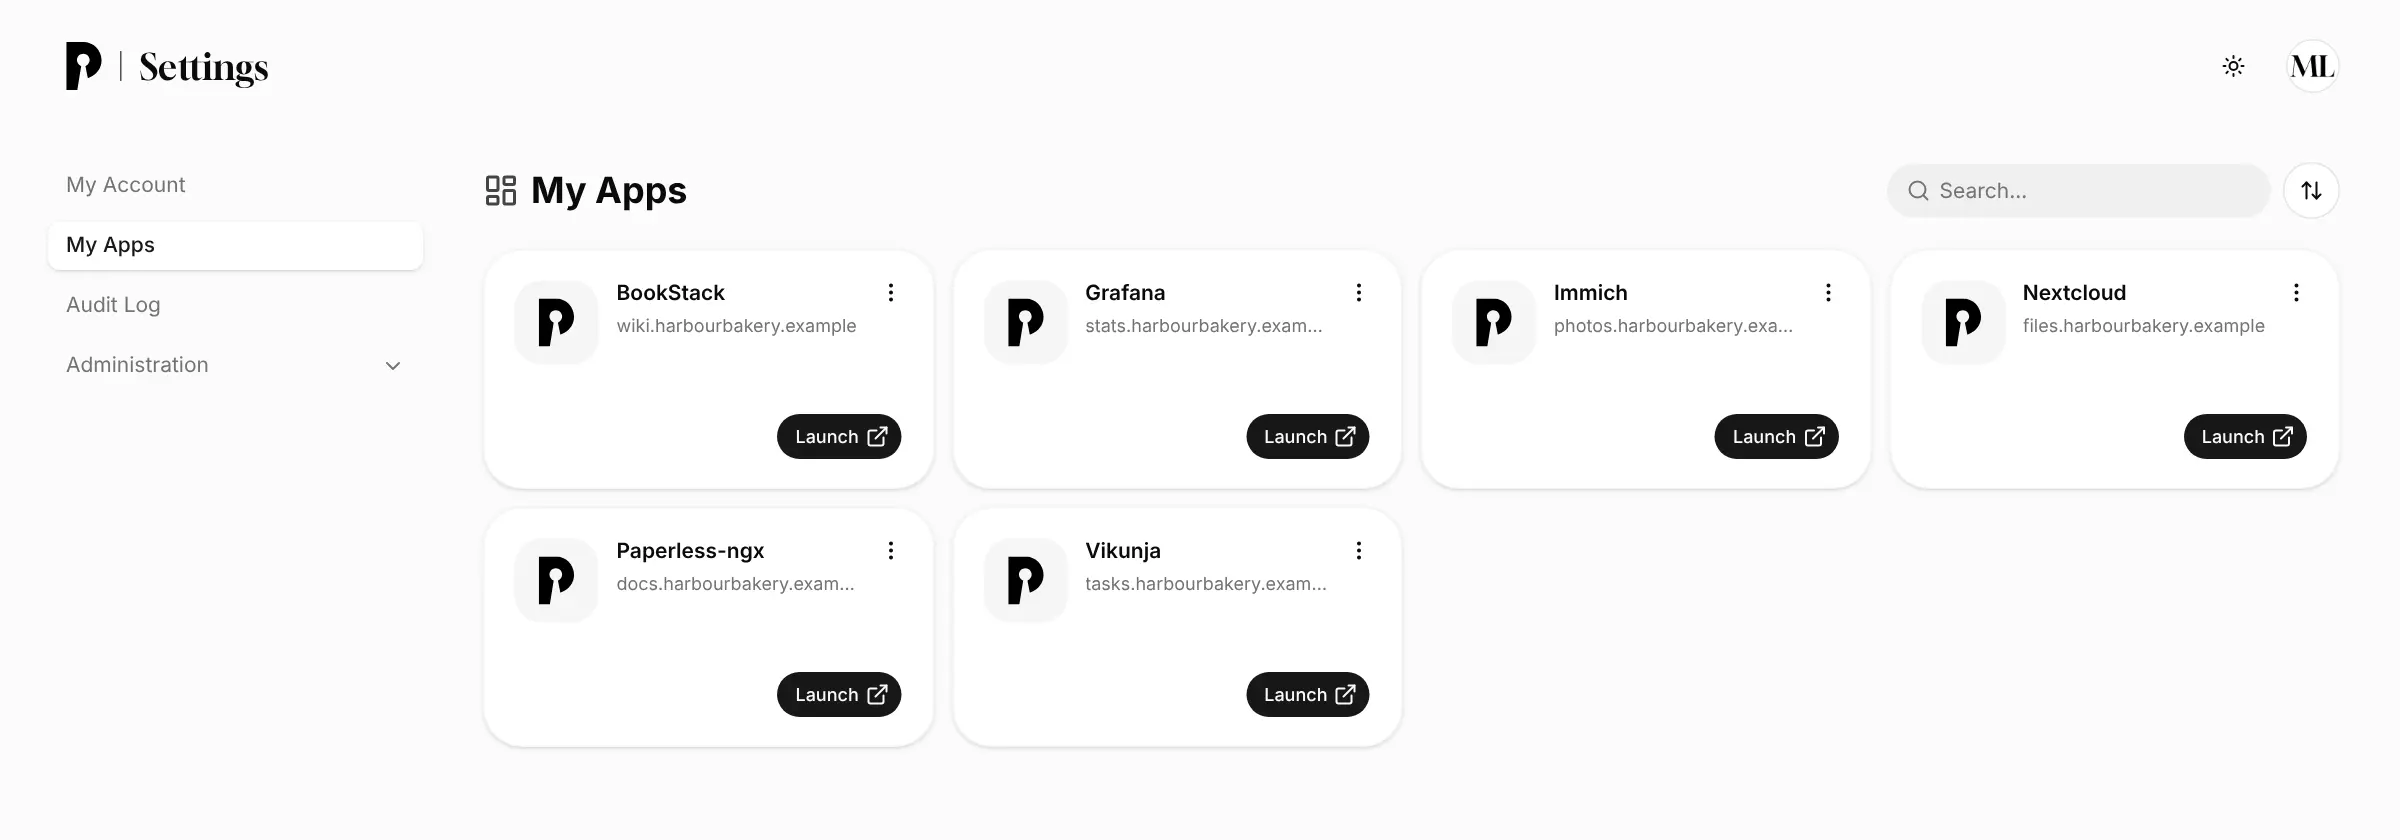 Settings
ML
My Account
My Apps
Audit Log
Administration
My Apps
Search...
BookStack
wiki.harbourbakery.example
Launch
Grafana
stats.harbourbakery.exam...
Launch
Immich
photos.harbourbakery.exa...
Launch
Nextcloud
files.harbourbakery.example
Launch
Paperless-ngx
docs.harbourbakery.exam...
Launch
Vikunja
tasks.harbourbakery.exam...
Launch